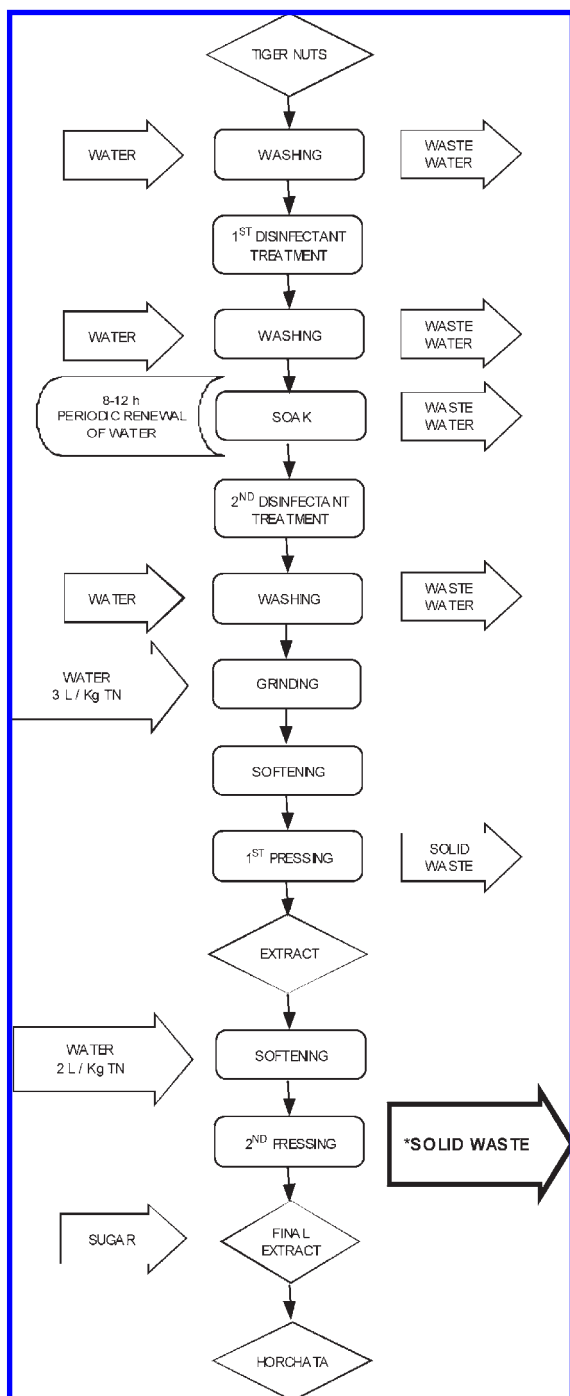 TIGER NUTS
WATER
WASHING
WASTE
WATER
1ST DISINFECTANT
TREATMENT
WATER
WASHING
WASTE
WATER
8-12 h
PERIODIC RENEWAL
OF WATER
SOAK
WASTE
WATER
2ND DISINFECTANT
TREATMENT
WATER
WASHING
WASTE
WATER
WATER
3 L / Kg TN
GRINDING
SOFTENING
1ST PRESSING
SOLID
WASTE
EXTRACT
WATER
2 L / Kg TN
SOFTENING
2ND FRESSING
*SOLID WASTE
SUGAR
FINAL
EXTRACT
HORCHATA